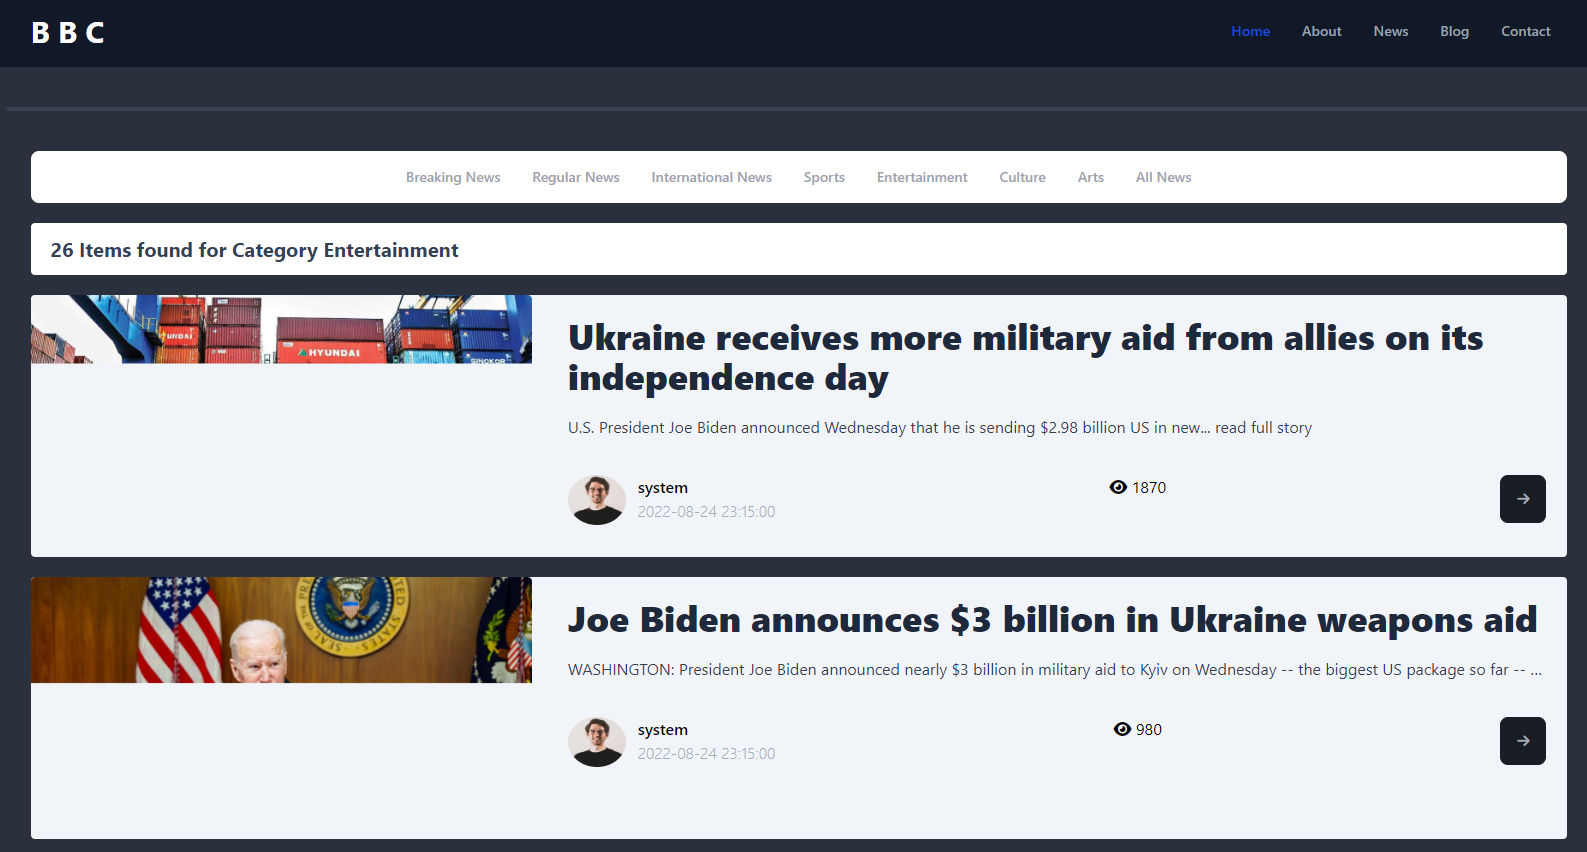 B B C
Home About News Blog Contact
Breaking News Regular News International News Sports Entertainment Culture Arts All News
26 Items found for Category Entertainment
HYUNDAI
Ukraine receives more military aid from allies on its
independence day
U.S. President Joe Biden announced Wednesday that he is sending $2.98 billion US in new... read full story
system
1870
2022-08-24 23:15:00
Joe Biden announces $3 billion in Ukraine weapons aid
WASHINGTON: President Joe Biden announced nearly $3 billion in military aid to Kyiv on Wednesday -- the biggest US package so far -- ...
system
980
2022-08-24 23:15:00